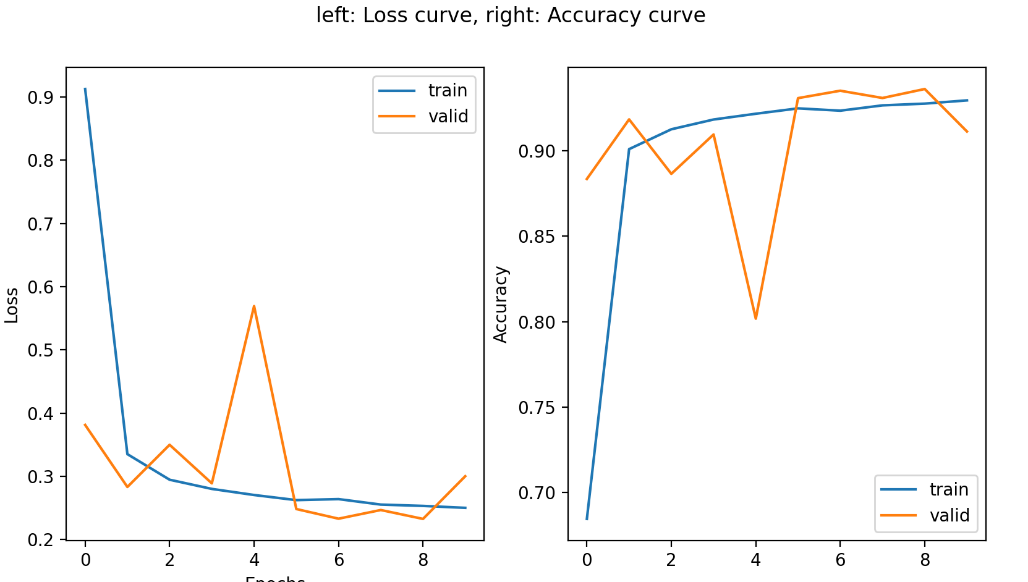 left: Loss curve, right: Accuracy curve
train
valid
0.9
0.8
0.7
0.6
0.5
0.4
0.3
0.2
Loss
0 2 4 6 8
Epochs
0.90
0.85
0.80
0.75
0.70
Accuracy
train
valid
0 2 4 6 8